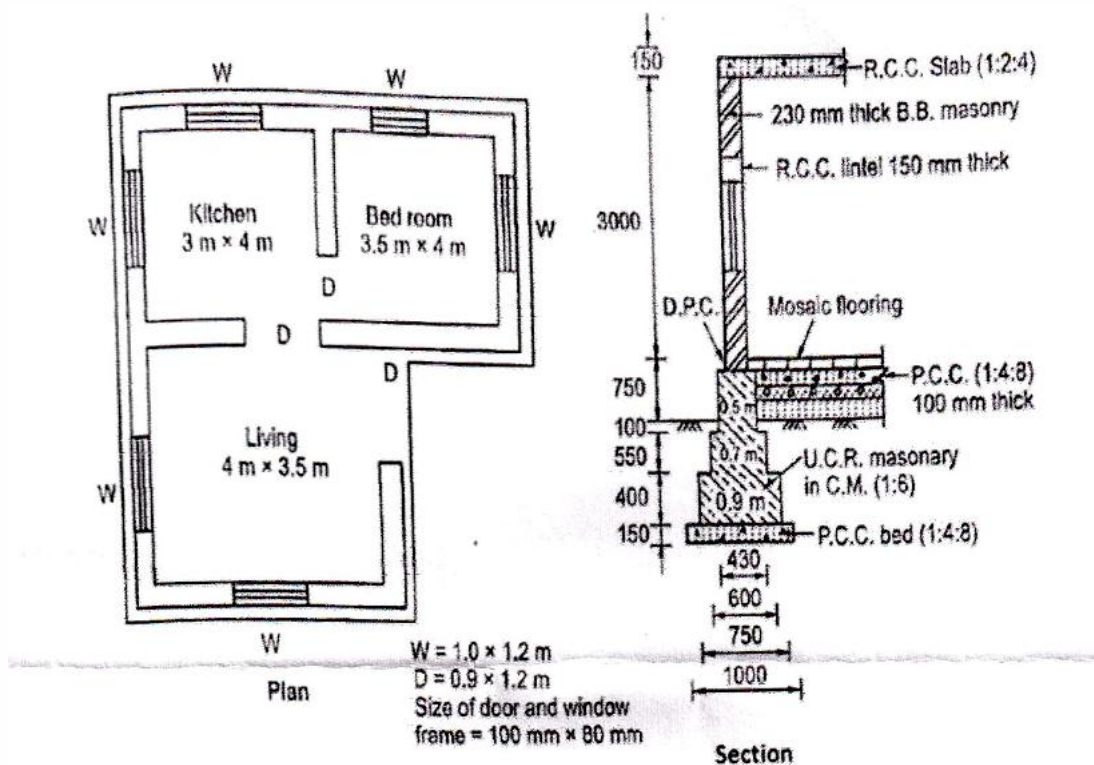 W
W
Kitchen
3 m × 4 m
Bed room
3.5 m × 4 m
W
W
D
D
D
Living
4 m × 3.5 m
W
W
Plan
W = 1.0 × 1.2 m
D = 0.9 × 1.2 m
Size of door and window
frame = 100 mm × 80 mm
150
R.C.C. Slab (1:2:4)
230 mm thick B.B. masonry
R.C.C. lintel 150 mm thick
3000
D.P.C.
Mosaic flooring
750
P.C.C. (1:4:8)
100 mm thick
0.5 m
100
550
0.7 m
U.C.R. masonary
in C.M. (1:6)
400
0.9 m
150
P.C.C. bed (1:4:8)
430
600
750
1000
Section